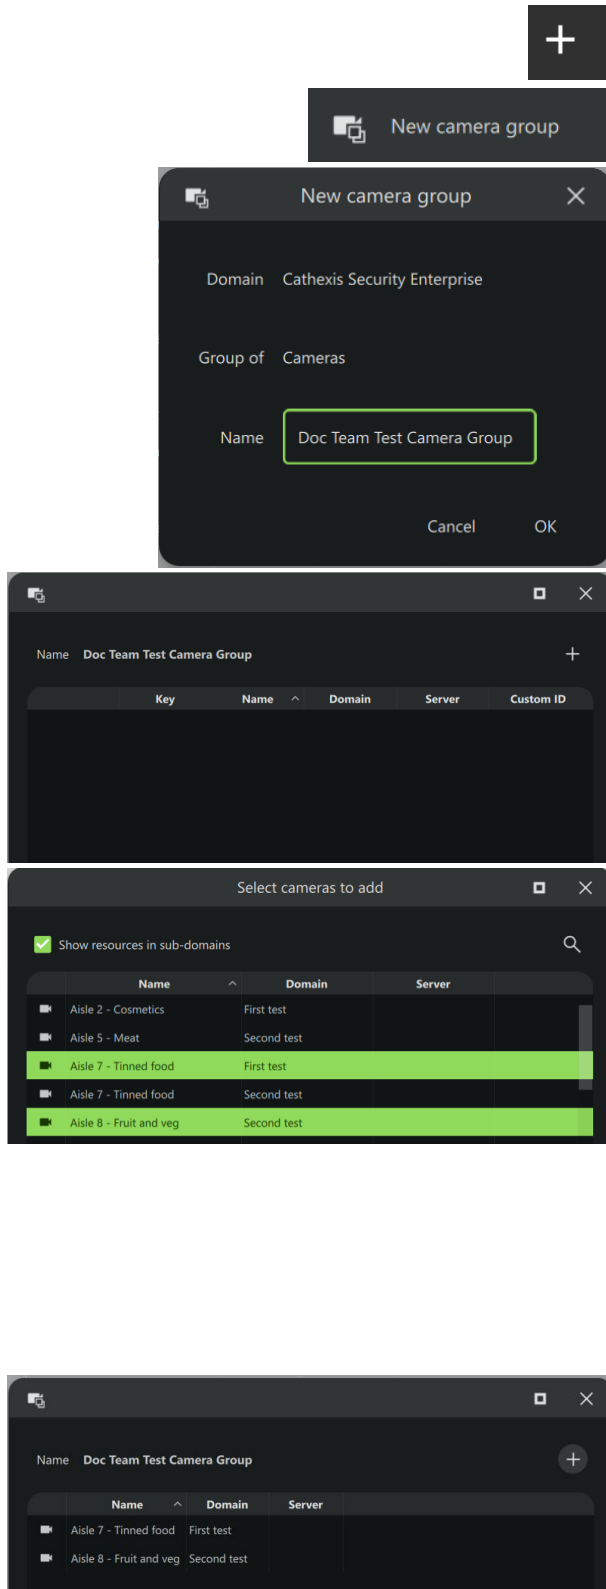 New camera group
New camera group
Domain Cathexis Security Enterprise
Group of Cameras
Name Doc Team Test Camera Group
Cancel OK
Name Doc Team Test Camera Group
Key Name Domain Server Custom ID
Select cameras to add
Show resources in sub-domains
Name Domain Server
Aisle 2 - Cosmetics First test
Aisle 5 - Meat Second test
Aisle 7 - Tinned food First test
Aisle 7 - Tinned food Second test
Aisle 8 - Fruit and veg Second test
Name Doc Team Test Camera Group
Name Domain Server
Aisle 7 - Tinned food First test
Aisle 8 - Fruit and veg Second test